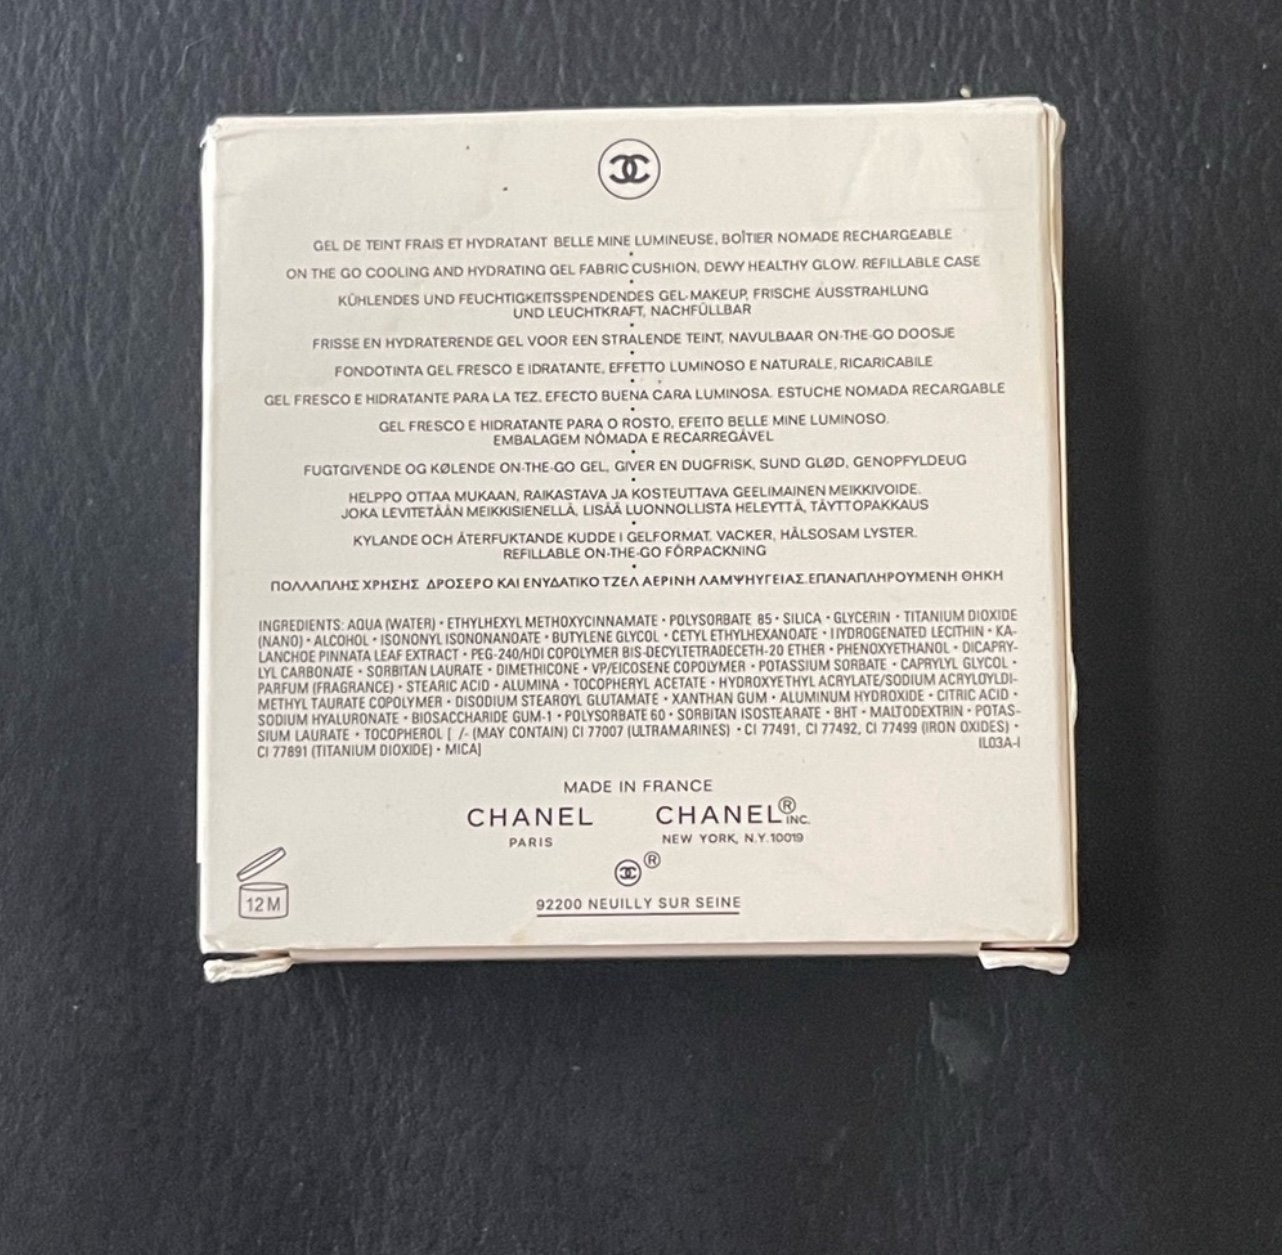 GEL DE TEINT FRAIS ET HYDRATANT BELLE MINE LUMINEUSE, BOÎTIER NOMADE RECHARGEABLE
ON THE GO COOLING AND HYDRATING GEL FABRIC CUSHION, DEWY HEALTHY GLOW. REFILLABLE CASE
KÜHLENDES UND FEUCHTIGKEITSSPENDENDES GEL-MAKEUP, FRISCHE AUSSTRAHLUNG
UND LEUCHTKRAFT, NACHFÜLLBAR
FRISSE EN HYDRATERENDE GEL VOOR EEN STRALENDE TEINT, NAVULBAAR ON-THE-GO DOOSJE
FONDOTINTA GEL FRESCO E IDRATANTE, EFFETTO LUMINOSO E NATURALE, RICARICABILE
GEL FRESCO E HIDRATANTE PARA LA TEZ. EFECTO BUENA CARA LUMINOSA. ESTUCHE NOMADA RECARGABLE
GEL FRESCO E HIDRATANTE PARA O ROSTO, EFEITO BELLE MINE LUMINOSO.
EMBALAGEM NÓMADA E RECARREGÁVEL
FUGTGIVENDE OG KØLENDE ON-THE-GO GEL, GIVER EN DUGFRISK, SUND GLØD, GENOPFYLDEUG
HELPPO OTTAA MUKAAN, RAIKASTAVA JA KOSTEUTTAVA GEELIMAINEN MEIKKIVOIDE.
JOKA LEVITETÄÄN MEIKKISIENELLÄ, LISÄÄ LUONNOLLISTA HELEYTTÄ, TÄYTTOPAKKAUS
KYLANDE OCH ÅTERFUKTANDE KUDDE I GELFORMAT. VACKER, HÄLSOSAM LYSTER.
REFILLABLE ON-THE-GO FÖRPACKNING
ΠΟΛΛΑΠΛΗΣ ΧΡΗΣΗΣ ΔΡΟΣΕΡΟ ΚΑΙ ΕΝΥΔΑΤΙΚΟ ΤΖΕΛ ΑΕΡΙΝΗ ΛΑΜΨΗΥΓΕΙΑΣ.ΕΠΑΝΑΠΛΗΡΟΥΜΕΝΗ ΘΗΚΗ
INGREDIENTS: AQUA (WATER) • ETHYLHEXYL METHOXYCINNAMATE • POLYSORBATE 85 • SILICA • GLYCERIN • TITANIUM DIOXIDE
(NANO) • ALCOHOL • ISONONYL ISONONANOATE • BUTYLENE GLYCOL • CETYL ETHYLHEXANOATE • HYDROGENATED LECITHIN • KA-
LANCHOE PINNATA LEAF EXTRACT • PEG-240/HDI COPOLYMER BIS-DECYLTETRADECETH-20 ETHER • PHENOXYETHANOL • DICAPRY-
LYL CARBONATE • SORBITAN LAURATE • DIMETHICONE • VP/EICOSENE COPOLYMER • POTASSIUM SORBATE • CAPRYLYL GLYCOL •
PARFUM (FRAGRANCE) • STEARIC ACID • ALUMINA • TOCOPHERYL ACETATE • HYDROXYETHYL ACRYLATE/SODIUM ACRYLOYLDI-
METHYL TAURATE COPOLYMER • DISODIUM STEAROYL GLUTAMATE • XANTHAN GUM • ALUMINUM HYDROXIDE • CITRIC ACID •
SODIUM HYALURONATE • BIOSACCHARIDE GUM-1 • POLYSORBATE 60 • SORBITAN ISOSTEARATE • BHT • MALTODEXTRIN • POTAS-
SIUM LAURATE • TOCOPHEROL [ /- (MAY CONTAIN) CI 77007 (ULTRAMARINES) • CI 77491, CI 77492, CI 77499 (IRON OXIDES) •
CI 77891 (TITANIUM DIOXIDE) • MICA] IL03A-I
MADE IN FRANCE
CHANEL CHANEL® INC.
PARIS NEW YORK, N.Y. 10019
®
12 M
92200 NEUILLY SUR SEINE